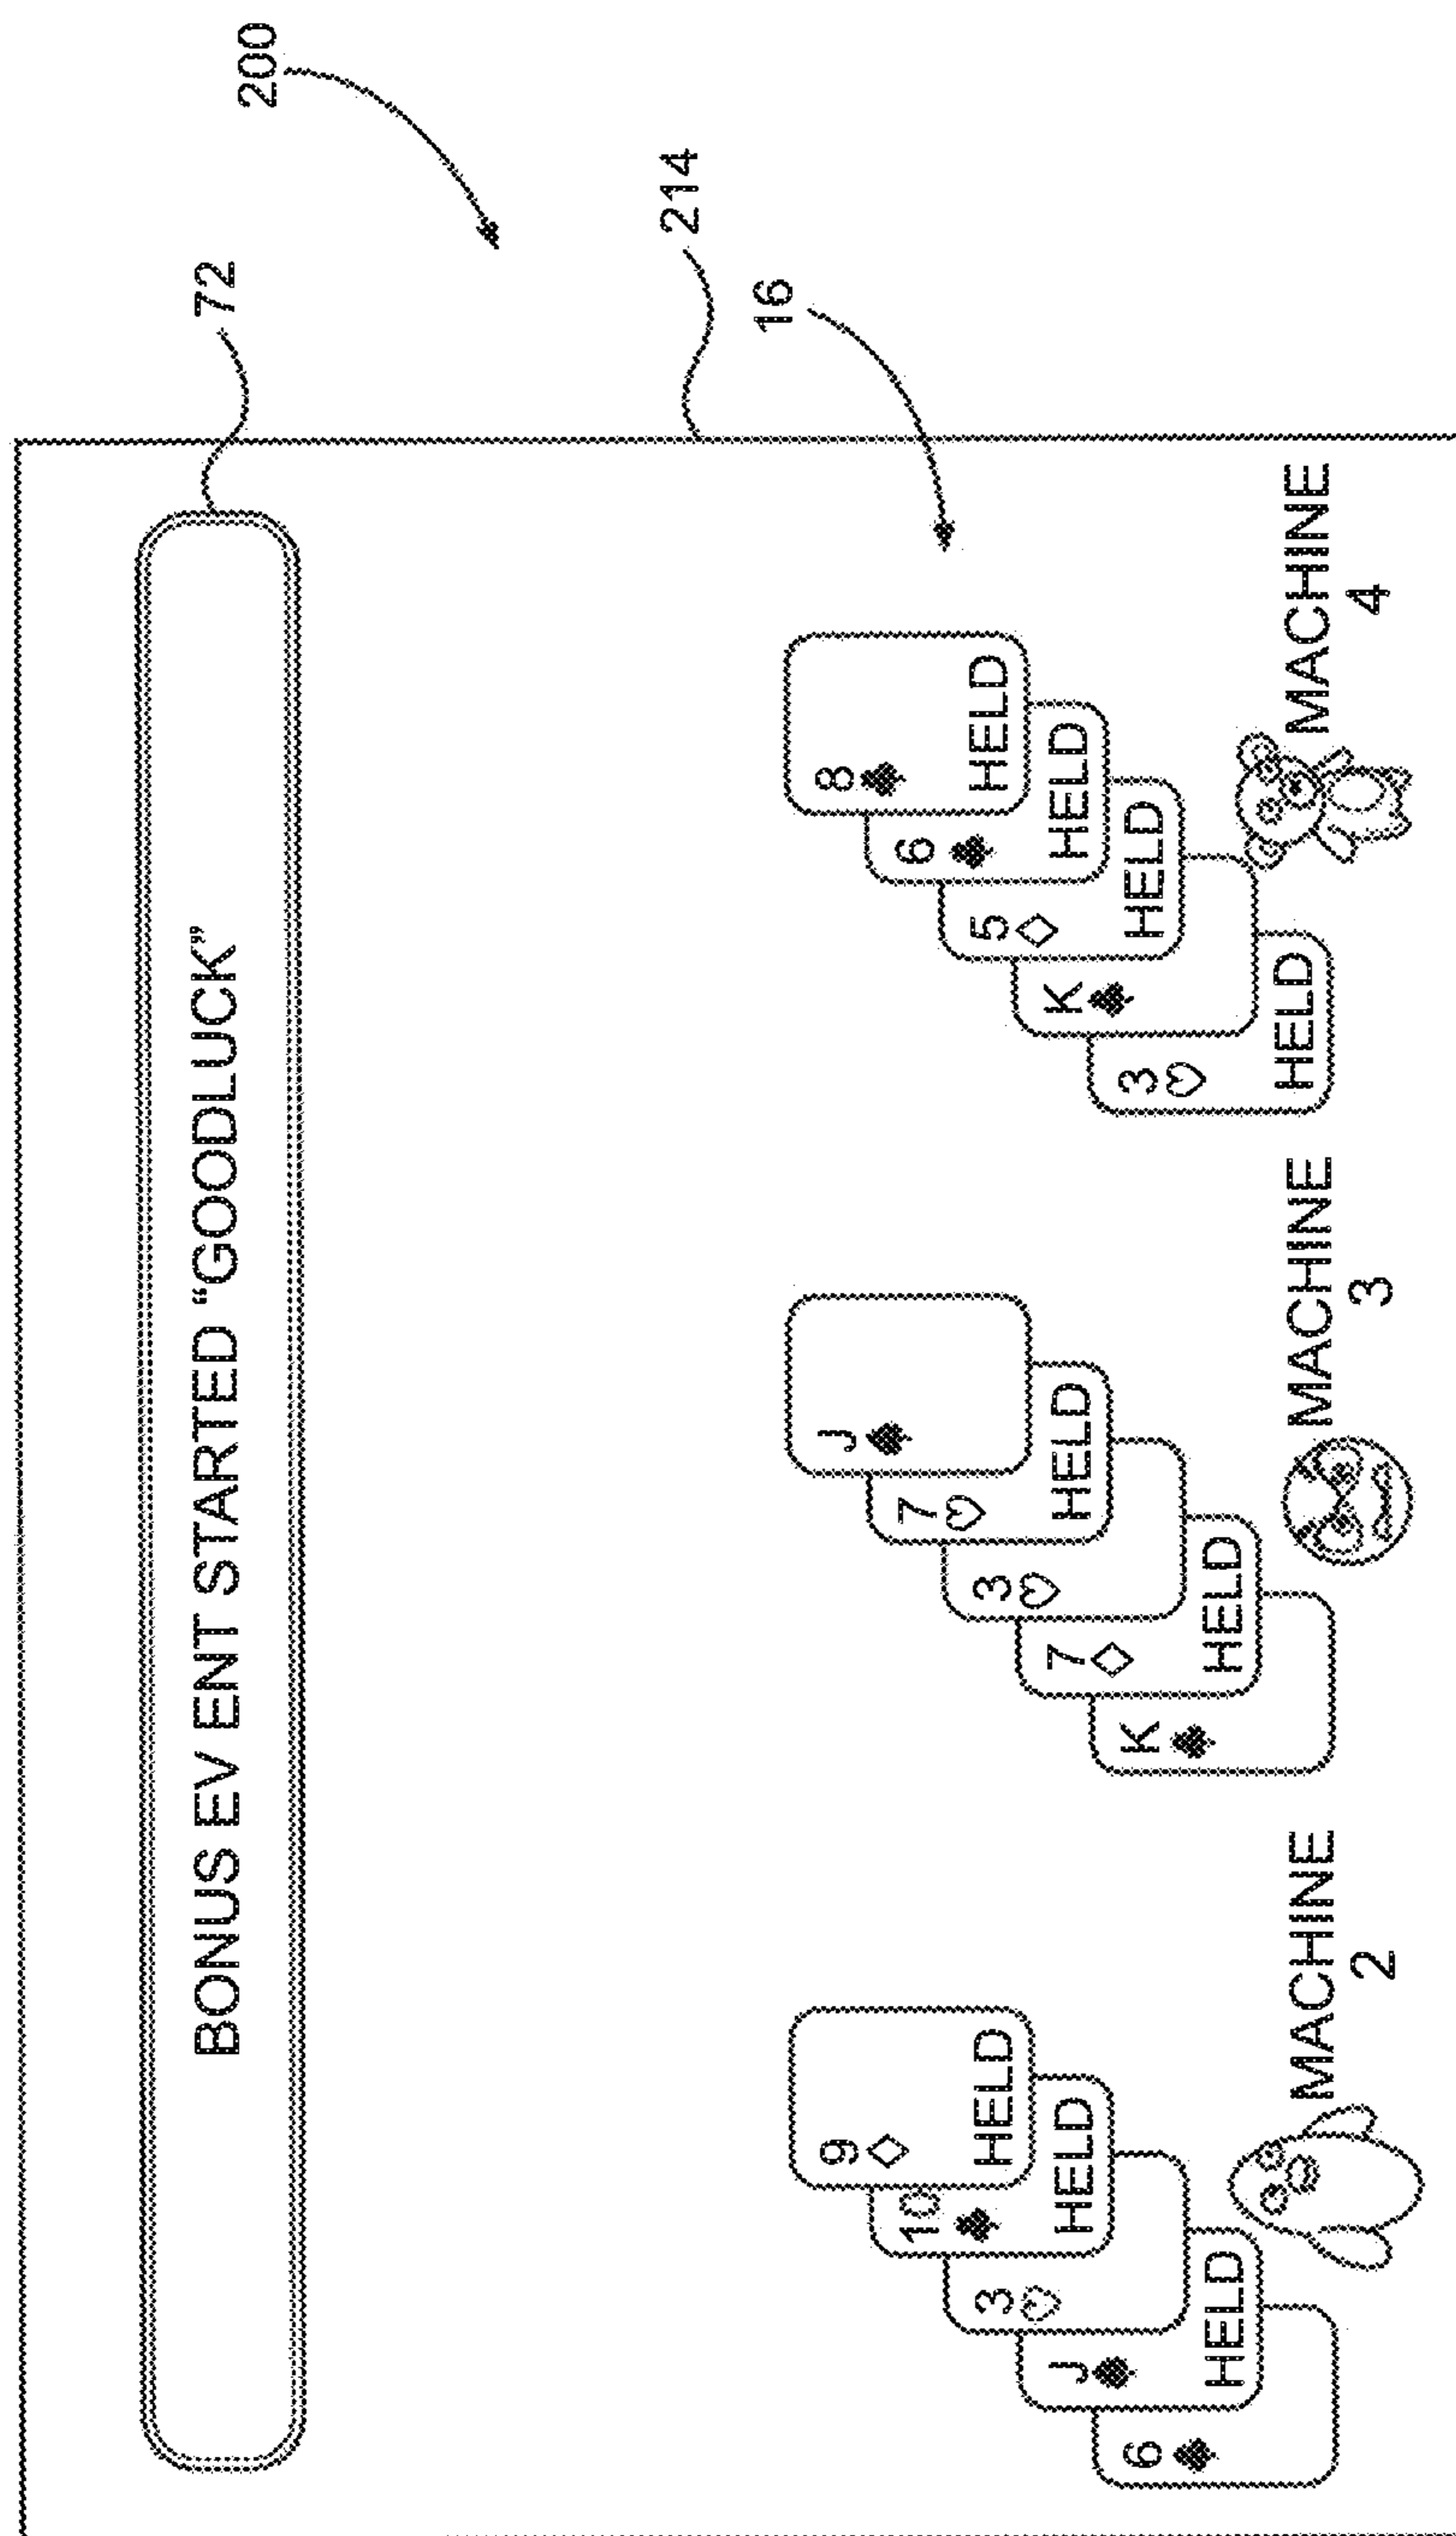 200
72
BONUS EV ENT STARTED “GOODLUCK”
214
16
6
J
HELD
3
10
HELD
9
HELD
MACHINE
2
K
7
HELD
3
7
HELD
J
MACHINE
3
3
HELD
K
5
HELD
6
HELD
8
HELD
MACHINE
4